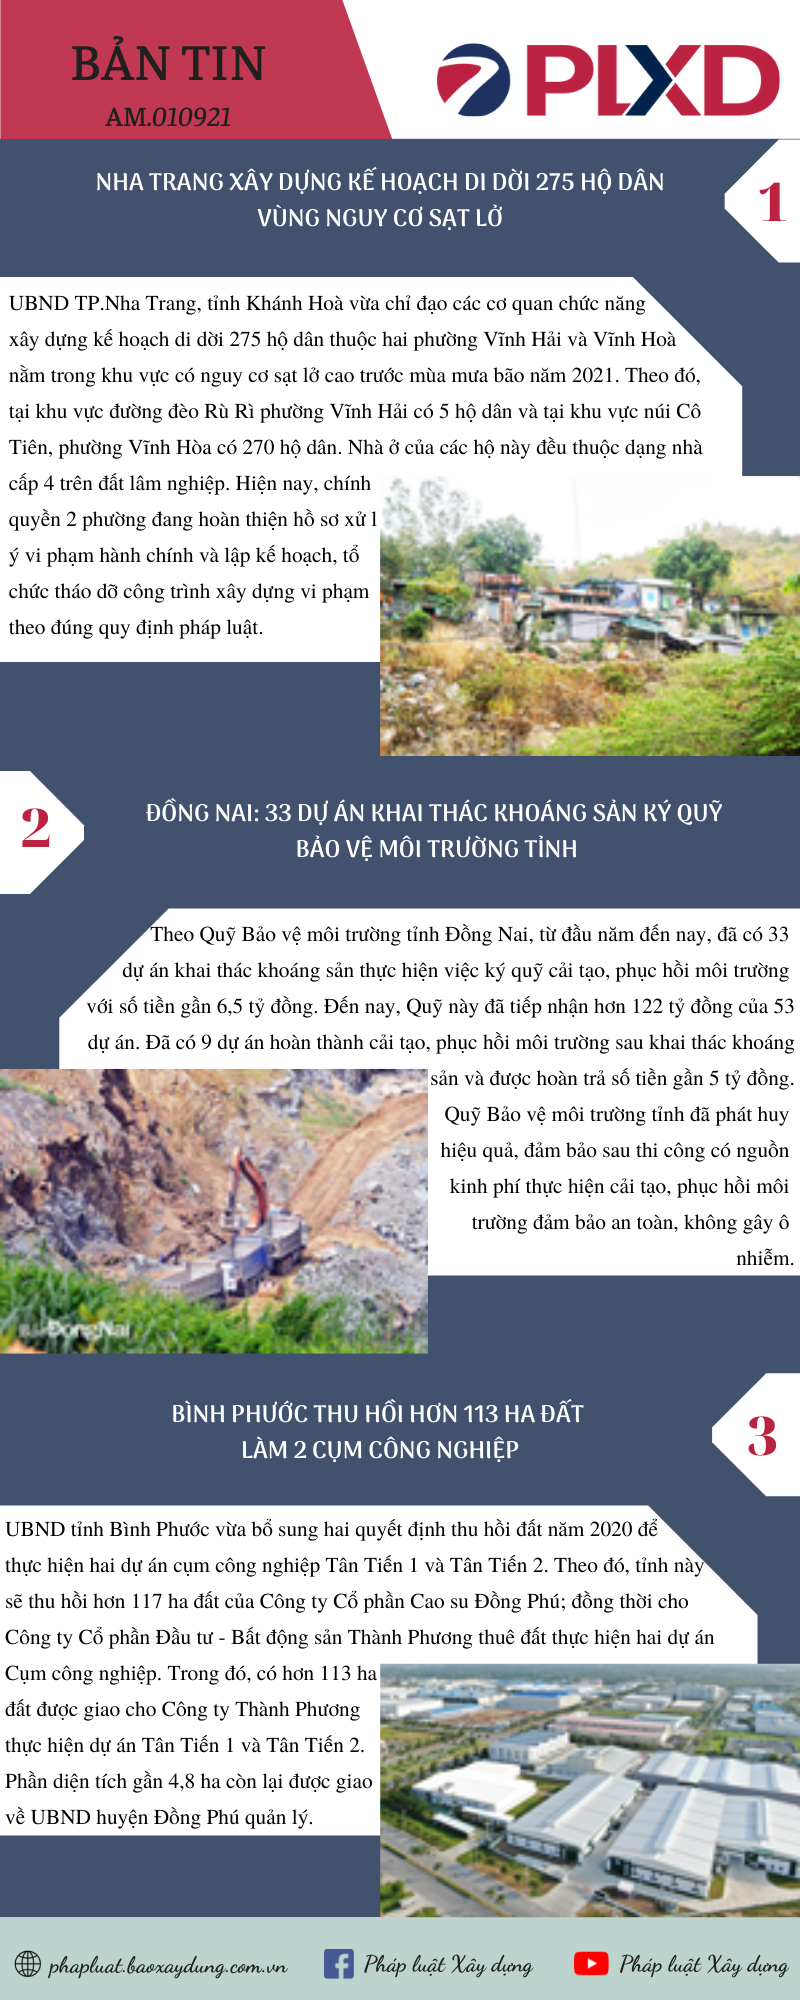 BẢN TIN
AM.010921
PLXD
NHA TRANG XÂY DỰNG KẾ HOẠCH DI DỜI 275 HỘ DÂN
VÙNG NGUY CƠ SẠT LỞ
1
UBND TP.Nha Trang, tỉnh Khánh Hoà vừa chỉ đạo các cơ quan chức năng
xây dựng kế hoạch di dời 275 hộ dân thuộc hai phường Vĩnh Hải và Vĩnh Hoà
nằm trong khu vực có nguy cơ sạt lở cao trước mùa mưa bão năm 2021. Theo đó,
tại khu vực đường đèo Rù Rì phường Vĩnh Hải có 5 hộ dân và tại khu vực núi Cô
Tiên, phường Vĩnh Hòa có 270 hộ dân. Nhà ở của các hộ này đều thuộc dạng nhà
cấp 4 trên đất lâm nghiệp. Hiện nay, chính
quyền 2 phường đang hoàn thiện hồ sơ xử l
ý vi phạm hành chính và lập kế hoạch, tổ
chức tháo dỡ công trình xây dựng vi phạm
theo đúng quy định pháp luật.
2
ĐỒNG NAI: 33 DỰ ÁN KHAI THÁC KHOÁNG SẢN KÝ QUỸ
BẢO VỆ MÔI TRƯỜNG TỈNH
Theo Quỹ Bảo vệ môi trường tỉnh Đồng Nai, từ đầu năm đến nay, đã có 33
dự án khai thác khoáng sản thực hiện việc ký quỹ cải tạo, phục hồi môi trường
với số tiền gần 6,5 tỷ đồng. Đến nay, Quỹ này đã tiếp nhận hơn 122 tỷ đồng của 53
dự án. Đã có 9 dự án hoàn thành cải tạo, phục hồi môi trường sau khai thác khoáng
sản và được hoàn trả số tiền gần 5 tỷ đồng.
Quỹ Bảo vệ môi trường tỉnh đã phát huy
hiệu quả, đảm bảo sau thi công có nguồn
kinh phí thực hiện cải tạo, phục hồi môi
trường đảm bảo an toàn, không gây ô
nhiễm.
ĐồngNai
BÌNH PHƯỚC THU HỒI HƠN 113 HA ĐẤT
LÀM 2 CỤM CÔNG NGHIỆP
3
UBND tỉnh Bình Phước vừa bổ sung hai quyết định thu hồi đất năm 2020 để
thực hiện hai dự án cụm công nghiệp Tân Tiến 1 và Tân Tiến 2. Theo đó, tỉnh này
sẽ thu hồi hơn 117 ha đất của Công ty Cổ phần Cao su Đồng Phú; đồng thời cho
Công ty Cổ phần Đầu tư - Bất động sản Thành Phương thuê đất thực hiện hai dự án
Cụm công nghiệp. Trong đó, có hơn 113 ha
đất được giao cho Công ty Thành Phương
thực hiện dự án Tân Tiến 1 và Tân Tiến 2.
Phần diện tích gần 4,8 ha còn lại được giao
về UBND huyện Đồng Phú quản lý.
phapluat.baoxaydung.com.vn
Pháp luật Xây dựng
Pháp luật Xây dựng